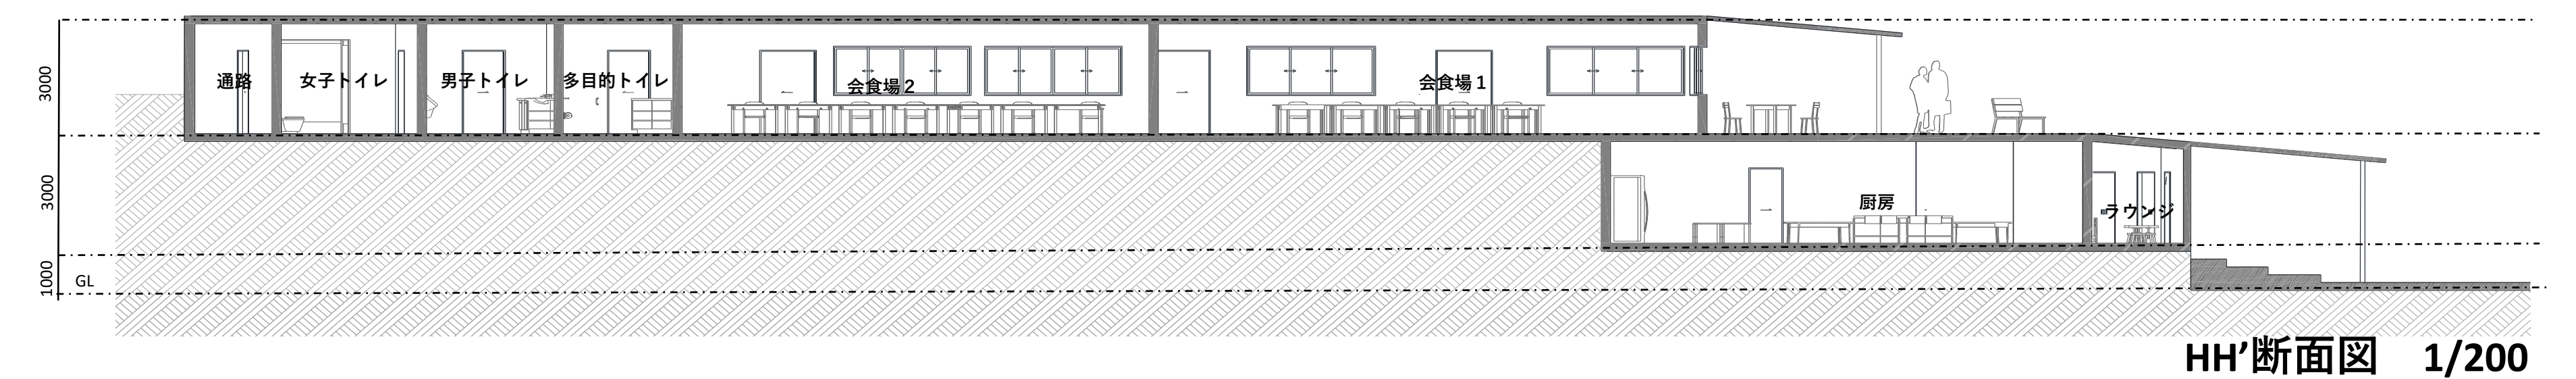 3000
通路
女子トイレ
男子トイレ
多目的トイレ
会食場２
会食場１
3000
厨房
ラウンジ
1000
GL
HH’断面図　1/200